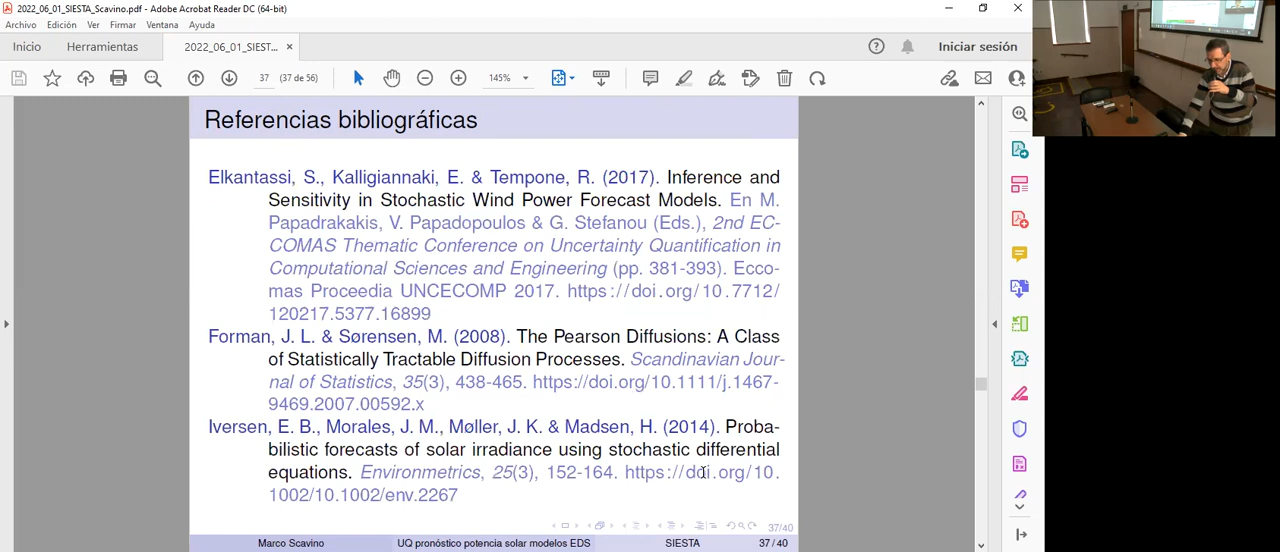 2022_06_01_SIESTA_Scavino.pdf - Adobe Acrobat Reader DC (64-bit)
Archivo Edición Ver Firmar Ventana Ayuda
Inicio Herramientas 2022_06_01_SIEST... × Iniciar sesión
37 (37 de 56) 145%
Referencias bibliográficas
Elkantassi, S., Kalligiannaki, E. & Tempone, R. (2017). Inference and
Sensitivity in Stochastic Wind Power Forecast Models. En M.
Papadrakakis, V. Papadopoulos & G. Stefanou (Eds.), 2nd EC-
COMAS Thematic Conference on Uncertainty Quantification in
Computational Sciences and Engineering (pp. 381-393). Ecco-
mas Proceedia UNCECOMP 2017. https://doi.org/10.7712/
120217.5377.16899
Forman, J. L. & Sørensen, M. (2008). The Pearson Diffusions: A Class
of Statistically Tractable Diffusion Processes. Scandinavian Jour-
nal of Statistics, 35(3), 438-465. https://doi.org/10.1111/j.1467-
9469.2007.00592.x
Iversen, E. B., Morales, J. M., Møller, J. K. & Madsen, H. (2014). Proba-
bilistic forecasts of solar irradiance using stochastic differential
equations. Environmetrics, 25(3), 152-164. https://doi.org/10.
1002/10.1002/env.2267
37/40
Marco Scavino UQ pronóstico potencia solar modelos EDS SIESTA 37 / 40